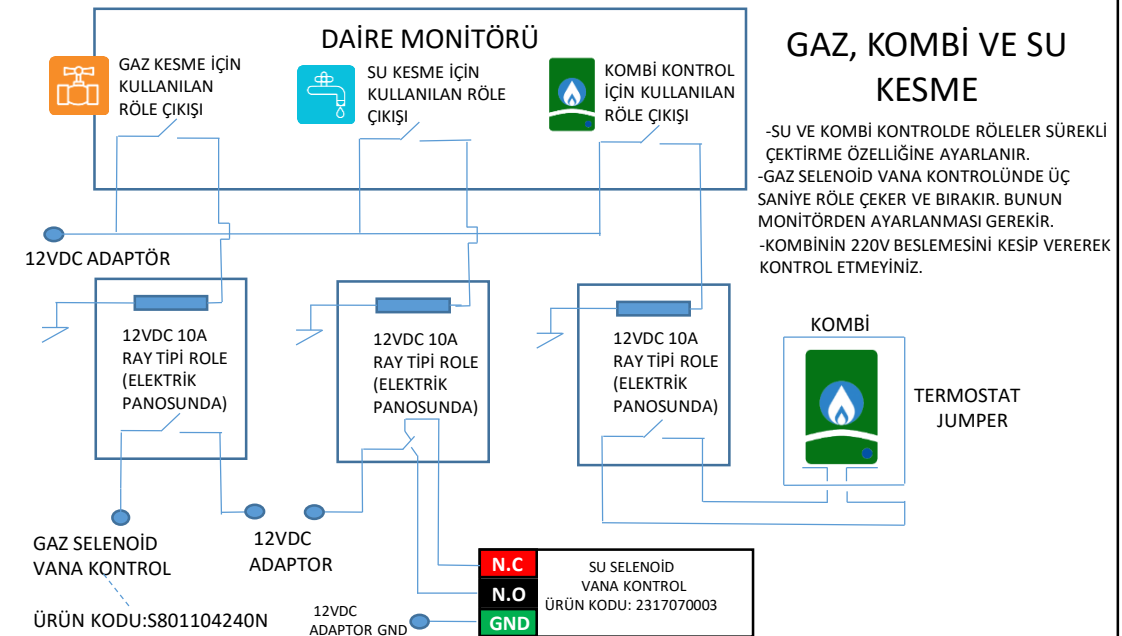 DAİRE MONİTÖRÜ
GAZ KESME İÇİN
KULLANILAN
RÖLE ÇIKIŞI
SU KESME İÇİN
KULLANILAN RÖLE
ÇIKIŞI
KOMBİ KONTROL
İÇİN KULLANILAN
RÖLE ÇIKIŞI
GAZ, KOMBİ VE SU
KESME
-SU VE KOMBİ KONTROLDE RÖLELER SÜREKLİ
ÇEKTİRME ÖZELLİĞİNE AYARLANIR.
-GAZ SELENOİD VANA KONTROLÜNDE ÜÇ
SANİYE RÖLE ÇEKER VE BIRAKIR. BUNUN
MONİTÖRDEN AYARLANMASI GEREKİR.
-KOMBİNİN 220V BESLEMESİNİ KESİP VEREREK
KONTROL ETMEYİNİZ.
12VDC ADAPTÖR
12VDC 10A
RAY TİPİ ROLE
(ELEKTRİK
PANOSUNDA)
12VDC 10A
RAY TİPİ ROLE
(ELEKTRİK
PANOSUNDA)
12VDC 10A
RAY TİPİ ROLE
(ELEKTRİK
PANOSUNDA)
KOMBİ
TERMOSTAT
JUMPER
GAZ SELENOİD
VANA KONTROL
ÜRÜN KODU:S801104240N
12VDC
ADAPTOR
12VDC
ADAPTOR GND
N.C
N.O
GND
SU SELENOİD
VANA KONTROL
ÜRÜN KODU: 2317070003